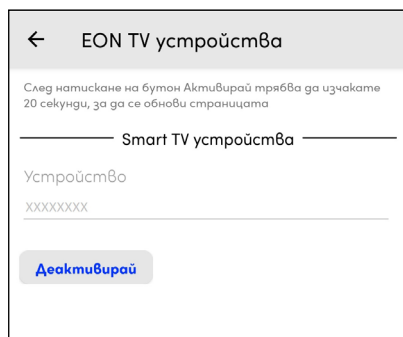 ← EON TV устройства
След натискане на бутон Активирай трябва да изчакате
20 секунди, за да се обнови страницата
Smart TV устройства
Устройство
XXXXXXXX
Деактивирай